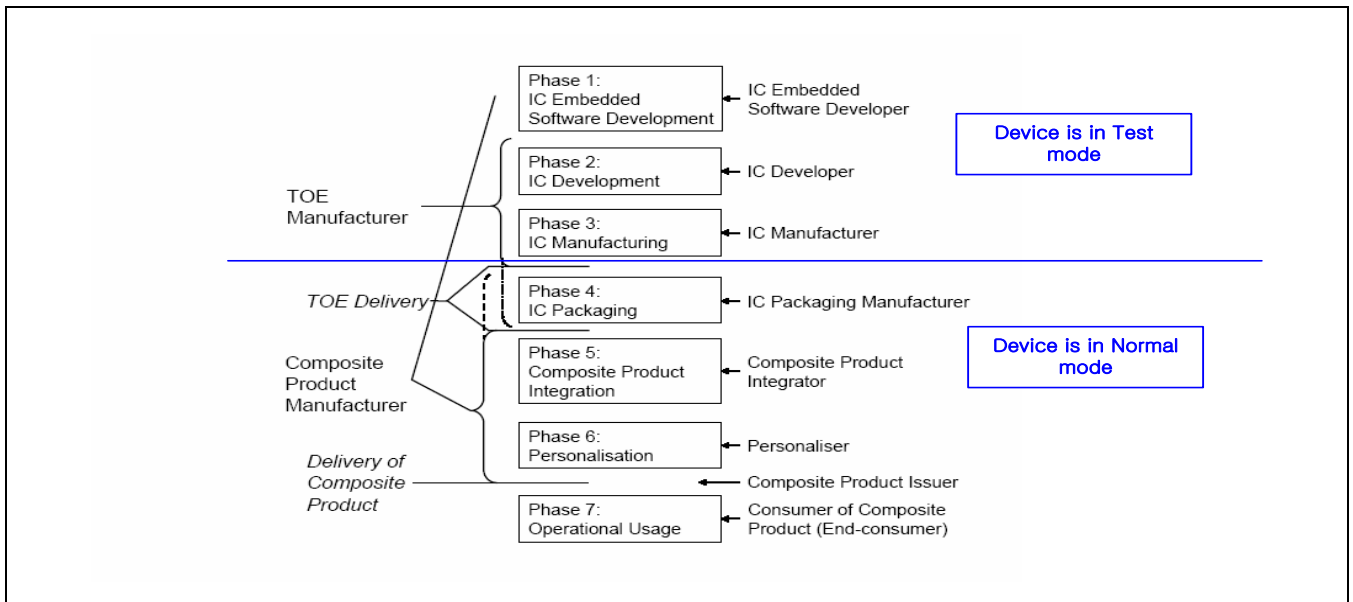 Phase 1:
IC Embedded
Software Development
IC Embedded
Software Developer
Device is in Test
mode
Phase 2:
IC Development
IC Developer
TOE
Manufacturer
Phase 3:
IC Manufacturing
IC Manufacturer
TOE Delivery
Phase 4:
IC Packaging
IC Packaging Manufacturer
Device is in Normal
mode
Composite
Product
Manufacturer
Phase 5:
Composite Product
Integration
Composite Product
Integrator
Phase 6:
Personalisation
Personaliser
Delivery of
Composite
Product
Composite Product Issuer
Phase 7:
Operational Usage
Consumer of Composite
Product (End-consumer)